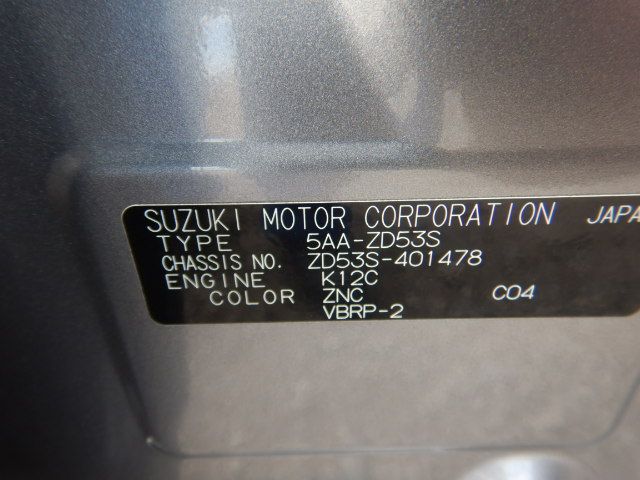 SUZUKI MOTOR CORPORATION JAPA
TYPE 5AA-ZD53S
CHASSIS NO. ZD53S-401478
ENGINE K12C
COLOR ZNC C04
VBRP-2